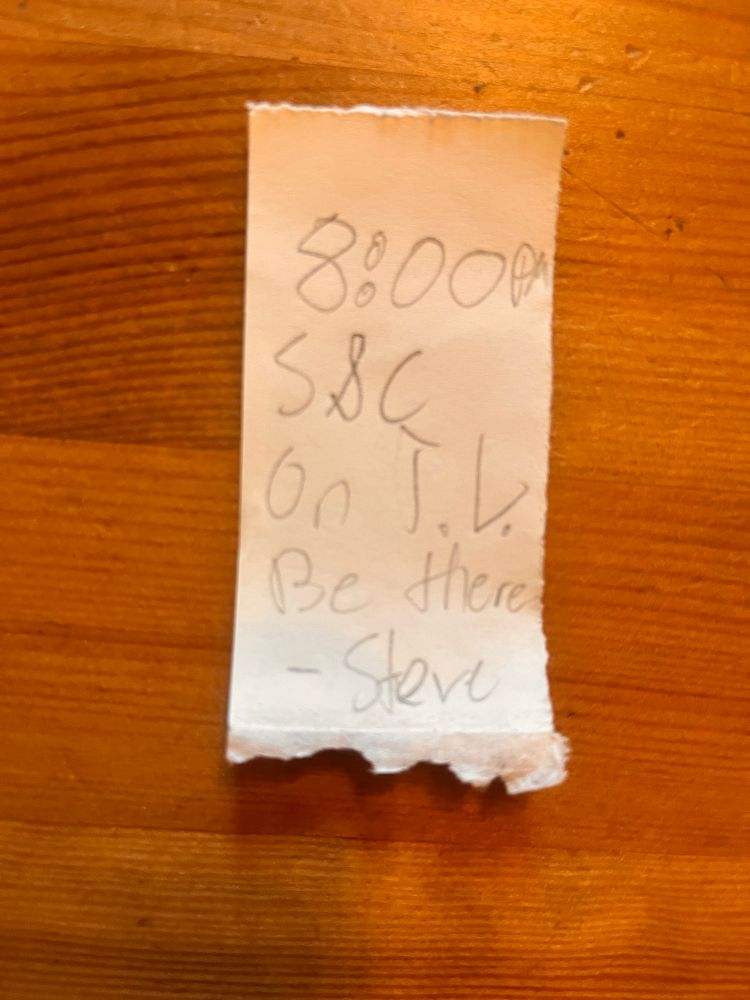 8:00PM
S&C
On T.V.
Be there
- Steve